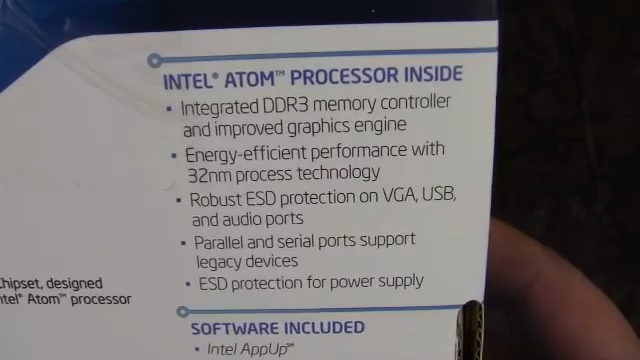 INTEL® ATOM™ PROCESSOR INSIDE
▪ Integrated DDR3 memory controller
and improved graphics engine
▪ Energy-efficient performance with
32nm process technology
▪ Robust ESD protection on VGA, USB,
and audio ports
▪ Parallel and serial ports support
legacy devices
▪ ESD protection for power supply
Chipset, designed
ntel® Atom™ processor
SOFTWARE INCLUDED
▪ Intel AppUp℠